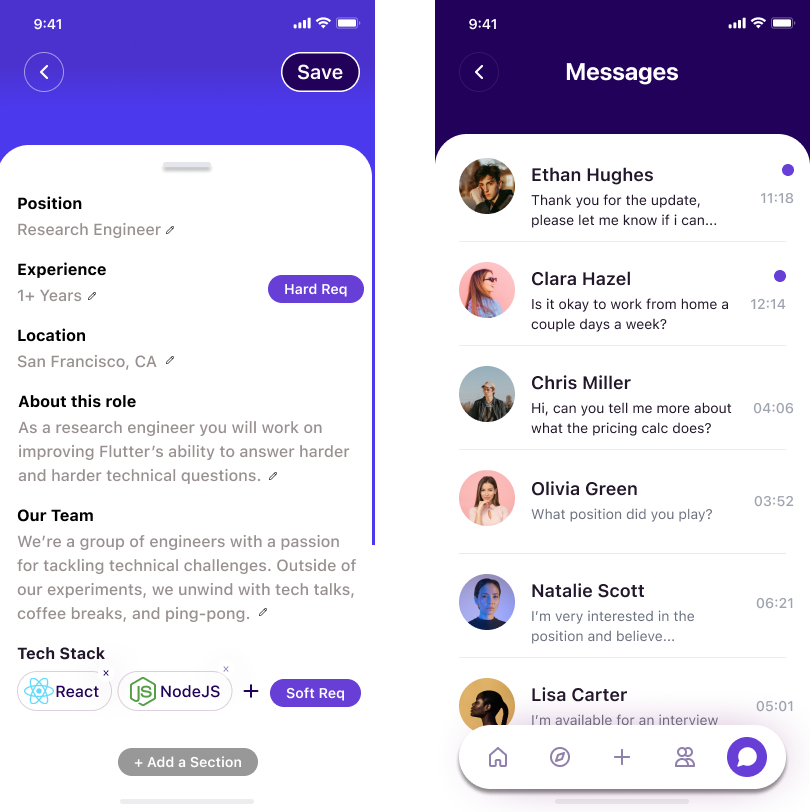 9:41
Save
Position
Research Engineer
Experience
1+ Years
Hard Req
Location
San Francisco, CA
About this role
As a research engineer you will work on
improving Flutter’s ability to answer harder
and harder technical questions.
Our Team
We’re a group of engineers with a passion
for tackling technical challenges. Outside of
our experiments, we unwind with tech talks,
coffee breaks, and ping-pong.
Tech Stack
React x
JS NodeJS x
+
Soft Req
+ Add a Section
9:41
Messages
Ethan Hughes
Thank you for the update,
please let me know if i can...
11:18
Clara Hazel
Is it okay to work from home a
couple days a week?
12:14
Chris Miller
Hi, can you tell me more about
what the pricing calc does?
04:06
Olivia Green
What position did you play?
03:52
Natalie Scott
I’m very interested in the
position and believe...
06:21
Lisa Carter
I’m available for an interview
05:01